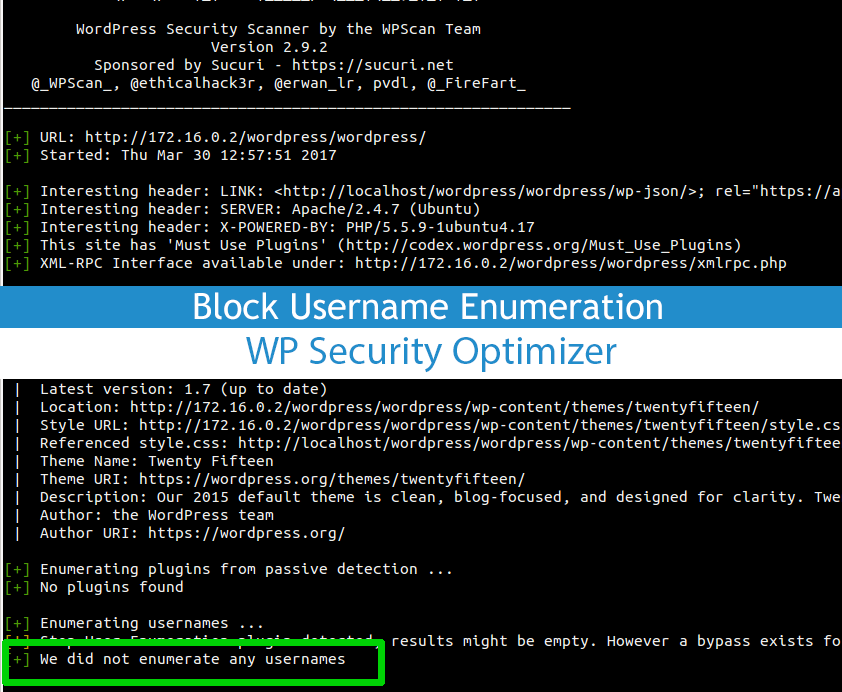 WordPress Security Scanner by the WPScan Team
Version 2.9.2
Sponsored by Sucuri - https://sucuri.net
@_WPScan_, @ethicalhack3r, @erwan_lr, pvdl, @_FireFart_
[+] URL: http://172.16.0.2/wordpress/wordpress/
[+] Started: Thu Mar 30 12:57:51 2017
[+] Interesting header: LINK: <http://localhost/wordpress/wordpress/wp-json/>; rel="https://a
[+] Interesting header: SERVER: Apache/2.4.7 (Ubuntu)
[+] Interesting header: X-POWERED-BY: PHP/5.5.9-1ubuntu4.17
[+] This site has 'Must Use Plugins' (http://codex.wordpress.org/Must_Use_Plugins)
[+] XML-RPC Interface available under: http://172.16.0.2/wordpress/wordpress/xmlrpc.php
Block Username Enumeration
WP Security Optimizer
| Latest version: 1.7 (up to date)
| Location: http://172.16.0.2/wordpress/wordpress/wp-content/themes/twentyfifteen/
| Style URL: http://172.16.0.2/wordpress/wordpress/wp-content/themes/twentyfifteen/style.cs
| Referenced style.css: http://localhost/wordpress/wordpress/wp-content/themes/twentyfiftee
| Theme Name: Twenty Fifteen
| Theme URI: https://wordpress.org/themes/twentyfifteen/
| Description: Our 2015 default theme is clean, blog-focused, and designed for clarity. Twe
| Author: the WordPress team
| Author URI: https://wordpress.org/
[+] Enumerating plugins from passive detection ...
[+] No plugins found
[+] Enumerating usernames ...
[!] Stop User Enumeration plugin detected, results might be empty. However a bypass exists fo
[+] We did not enumerate any usernames